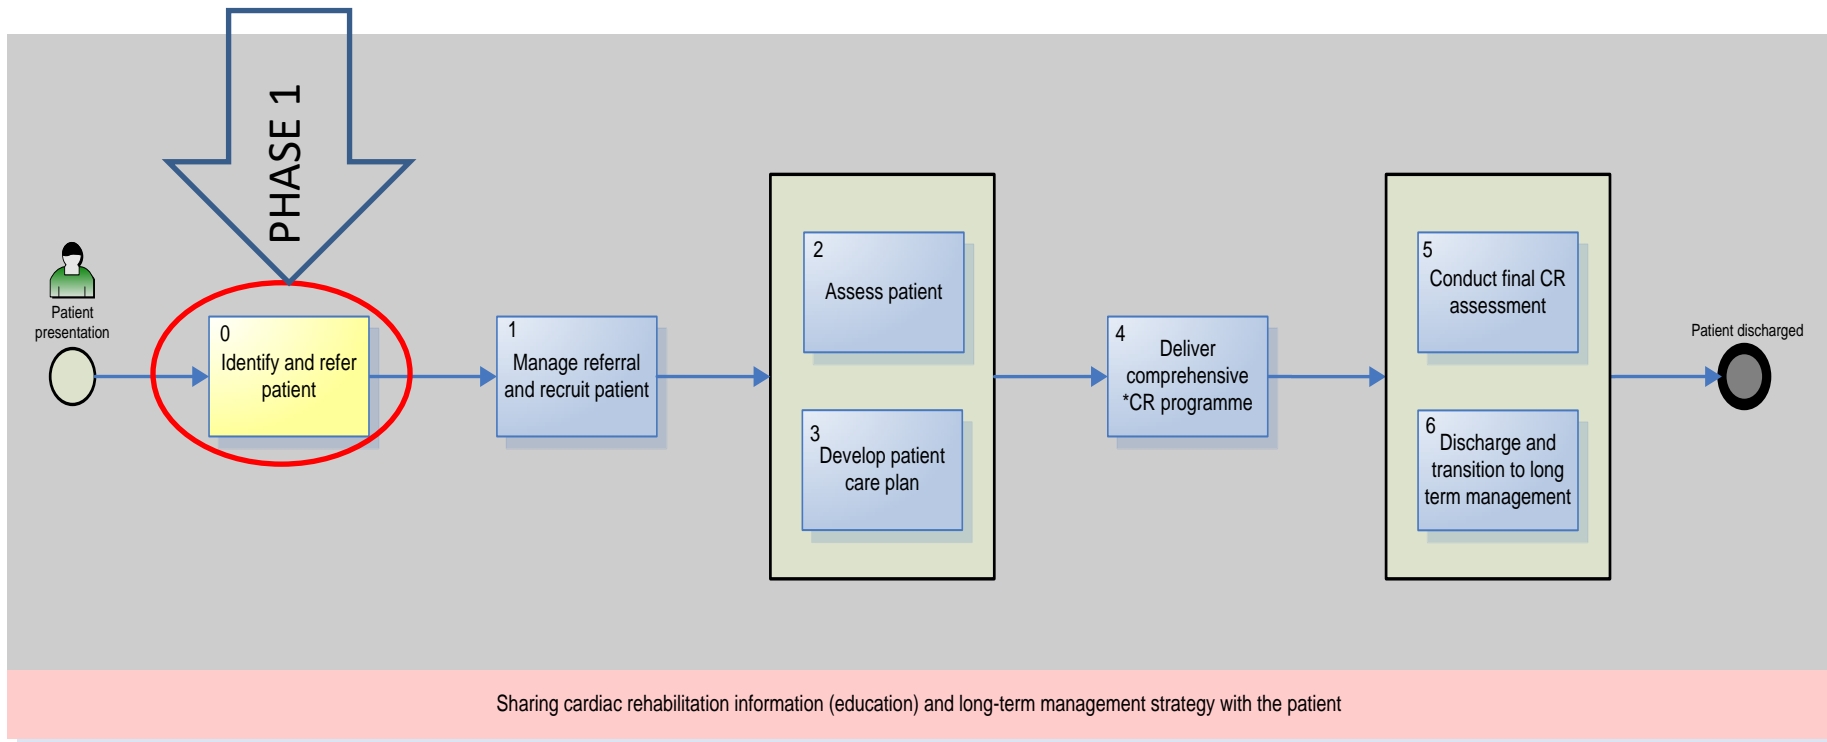 PHASE 1
Patient
presentation
0
Identify and refer
patient
1
Manage referral
and recruit patient
2
Assess patient
3
Develop patient
care plan
4
Deliver
comprehensive
*CR programme
5
Conduct final CR
assessment
6
Discharge and
transition to long
term management
Patient discharged
Sharing cardiac rehabilitation information (education) and long-term management strategy with the patient